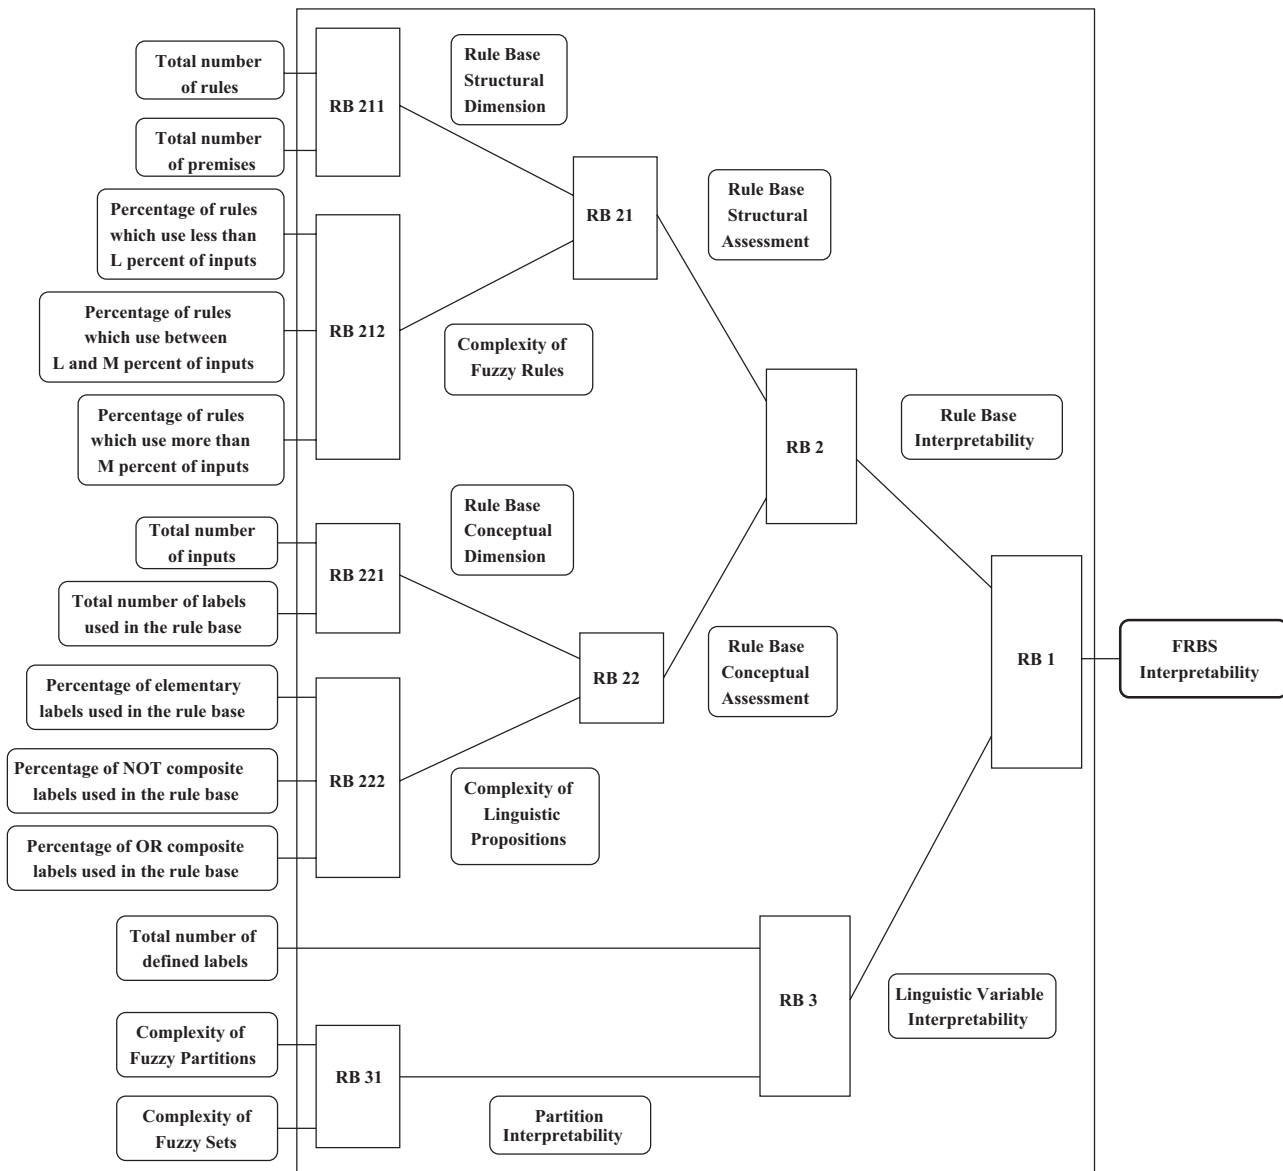 Total number
of rules
Total number
of premises
RB 211
Rule Base
Structural
Dimension
Percentage of rules
which use less than
L percent of inputs
Percentage of rules
which use between
L and M percent of inputs
Percentage of rules
which use more than
M percent of inputs
RB 212
Complexity of
Fuzzy Rules
RB 21
Rule Base
Structural
Assessment
Total number
of inputs
Total number of labels
used in the rule base
RB 221
Rule Base
Conceptual
Dimension
Percentage of elementary
labels used in the rule base
Percentage of NOT composite
labels used in the rule base
Percentage of OR composite
labels used in the rule base
RB 222
Complexity of
Linguistic
Propositions
RB 22
Rule Base
Conceptual
Assessment
RB 2
Rule Base
Interpretability
Total number of
defined labels
Complexity of
Fuzzy Partitions
Complexity of
Fuzzy Sets
RB 31
Partition
Interpretability
RB 3
Linguistic Variable
Interpretability
RB 1
FRBS
Interpretability